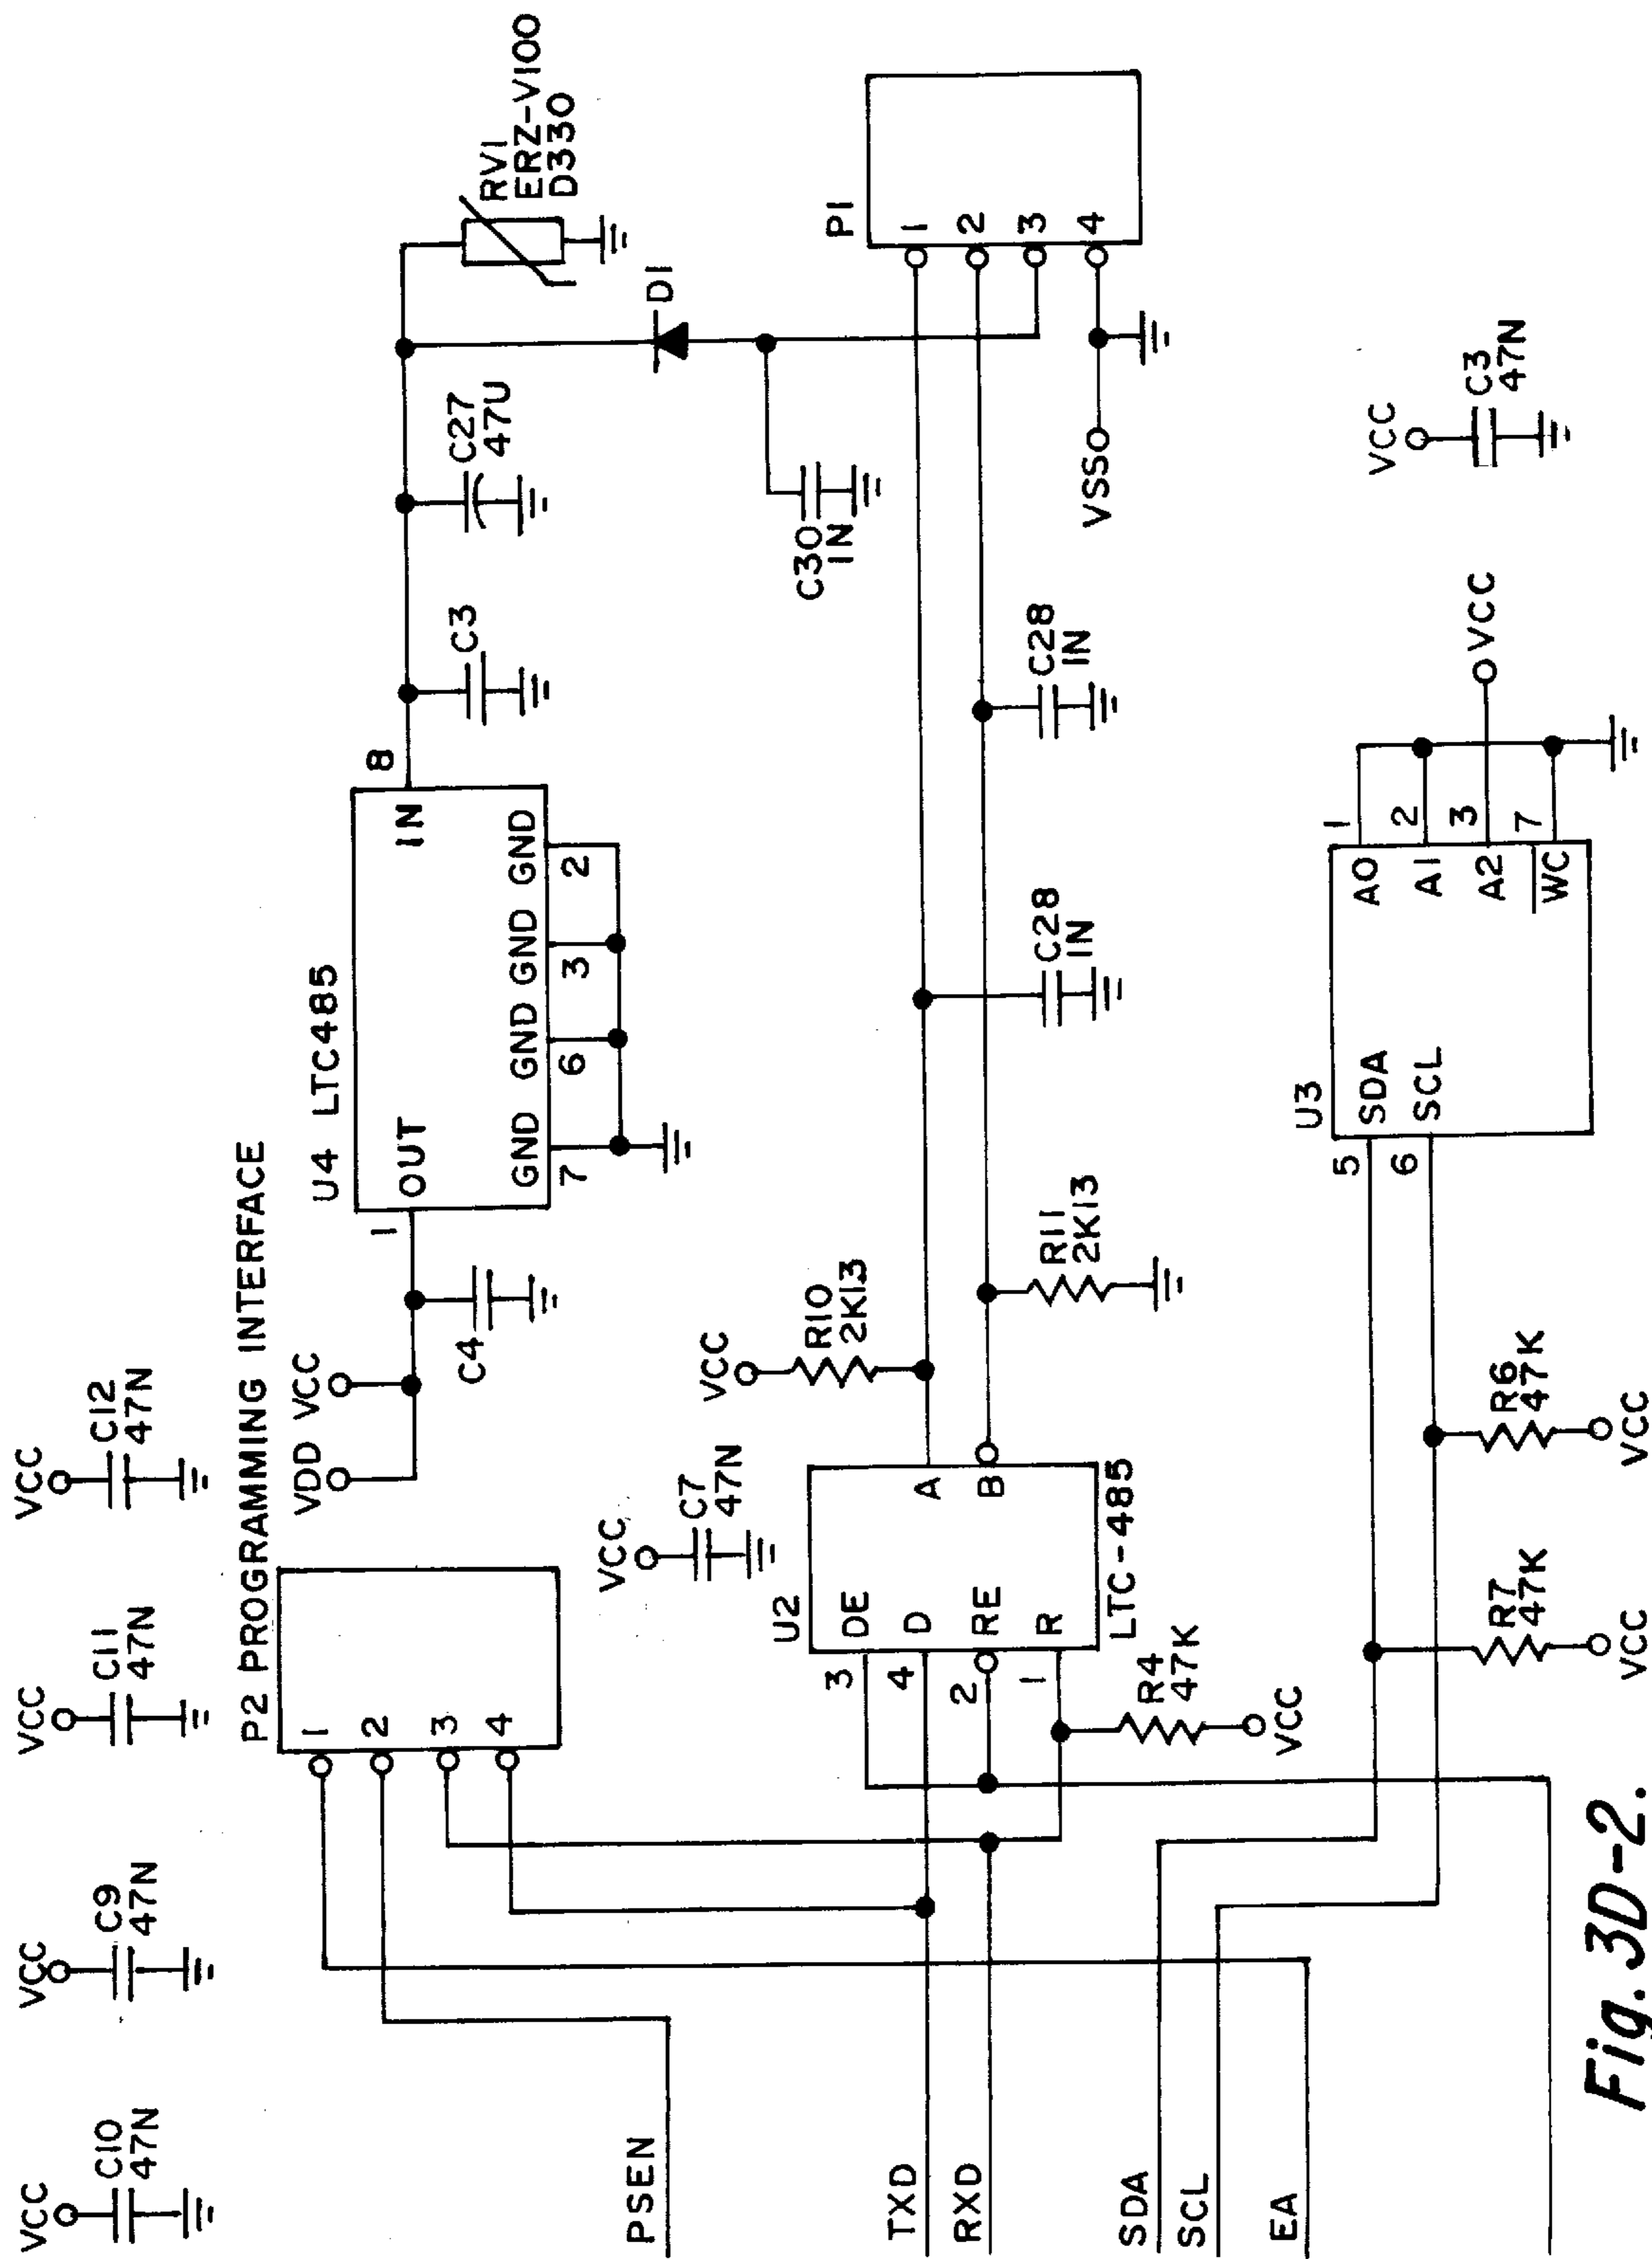 VCC
C10
47N
VCC
C9
47N
VCC
C11
47N
VCC
C12
47N
P2 PROGRAMMING INTERFACE
1
2
3
4
VDD
VCC
C4
U4 LTC485
1
OUT
IN
8
GND
GND
GND
GND
7
6
3
2
C3
C27
47U
RV1
ERZ-V100
D330
D1
C30
1N
PSEN
VCC
C7
47N
U2
3
DE
4
D
2
RE
1
R
A
B
LTC-485
R4
47K
VCC
VCC
R10
2K13
R11
2K13
C28
1N
C28
1N
P1
1
2
3
4
VSS
TXD
RXD
SDA
SCL
EA
R7
47K
VCC
R6
47K
VCC
U3
5
SDA
6
SCL
A0
1
A1
2
A2
3
WC
7
VCC
VCC
C3
47N
Fig. 3D-2.